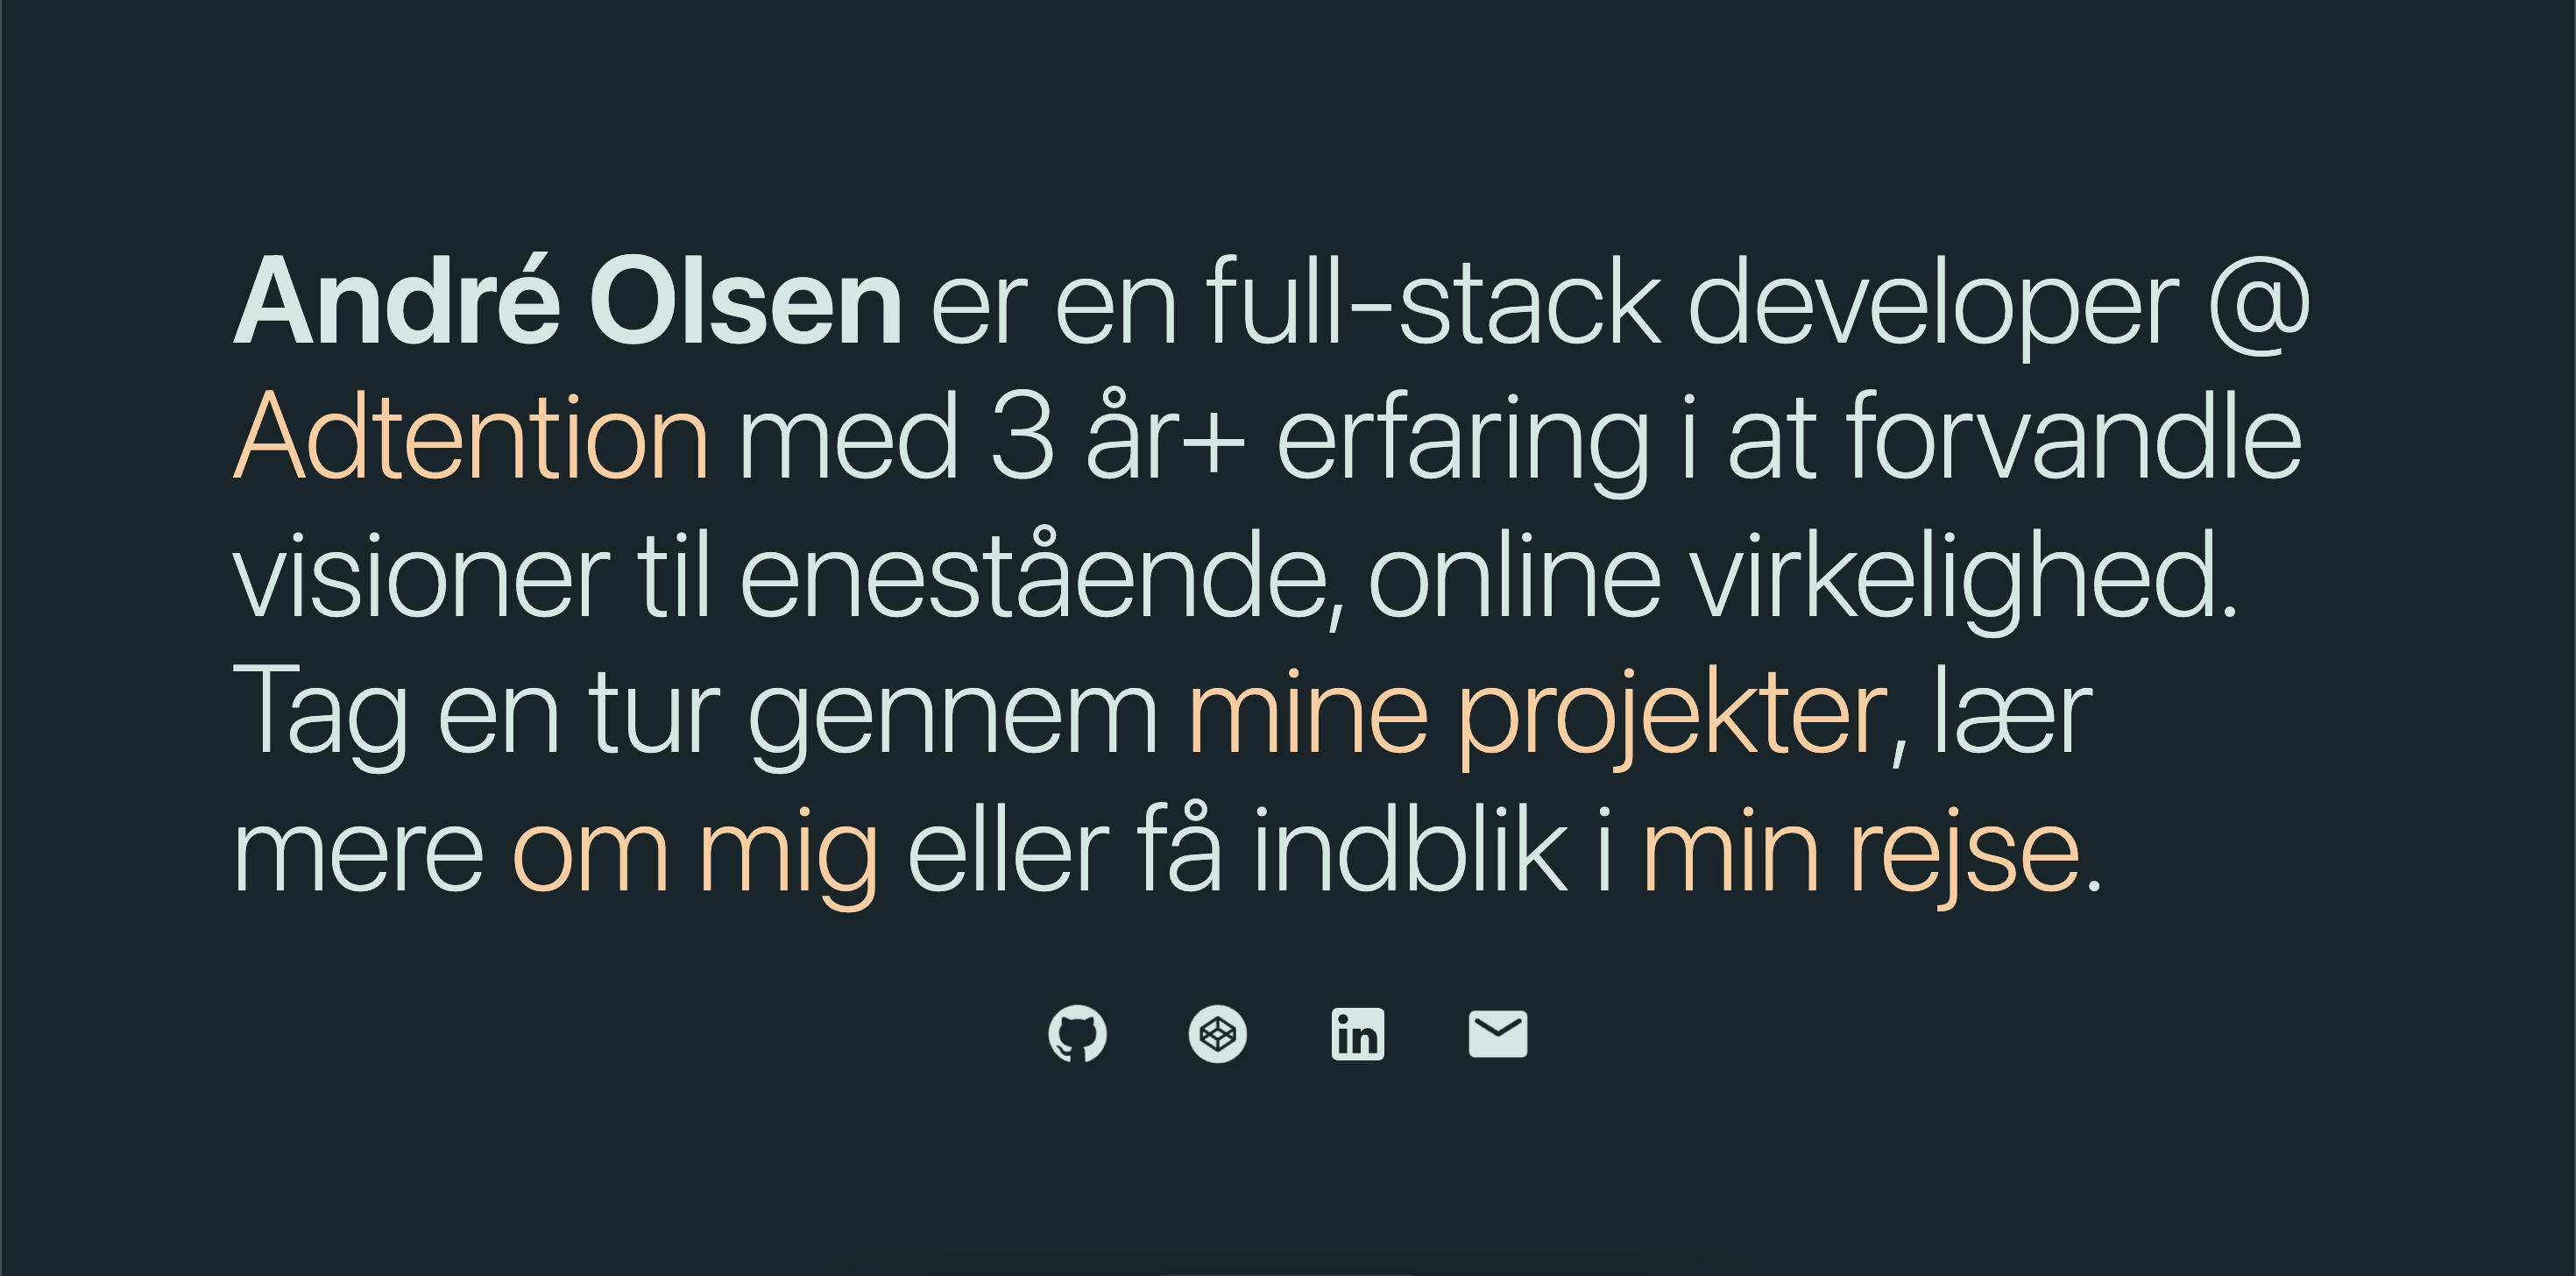 André Olsen er en full-stack developer @
Adtention med 3 år+ erfaring i at forvandle
visioner til enestående, online virkelighed.
Tag en tur gennem mine projekter, lær
mere om mig eller få indblik i min rejse.
in